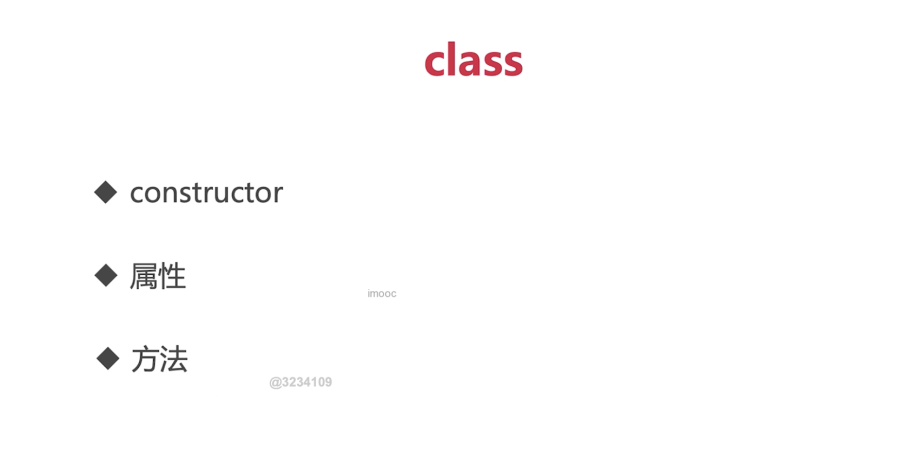 class
◆ constructor
◆ 属性
imooc
◆ 方法
@3234109